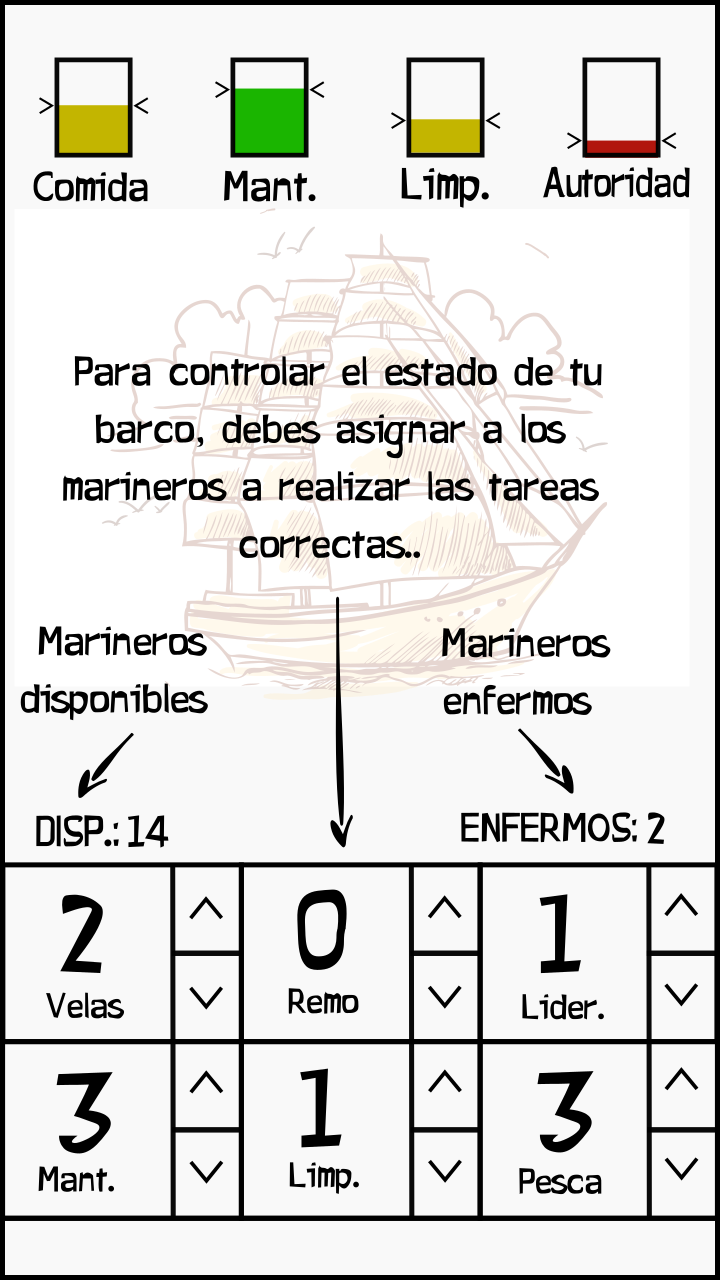 Comida Mant. Limp. Autoridad
Para controlar el estado de tu
barco, debes asignar a los
marineros a realizar las tareas
correctas..
Marineros
disponibles
Marineros
enfermos
DISP.: 14
ENFERMOS: 2
2 0 1
Velas Remo Lider.
3 1 3
Mant. Limp. Pesca